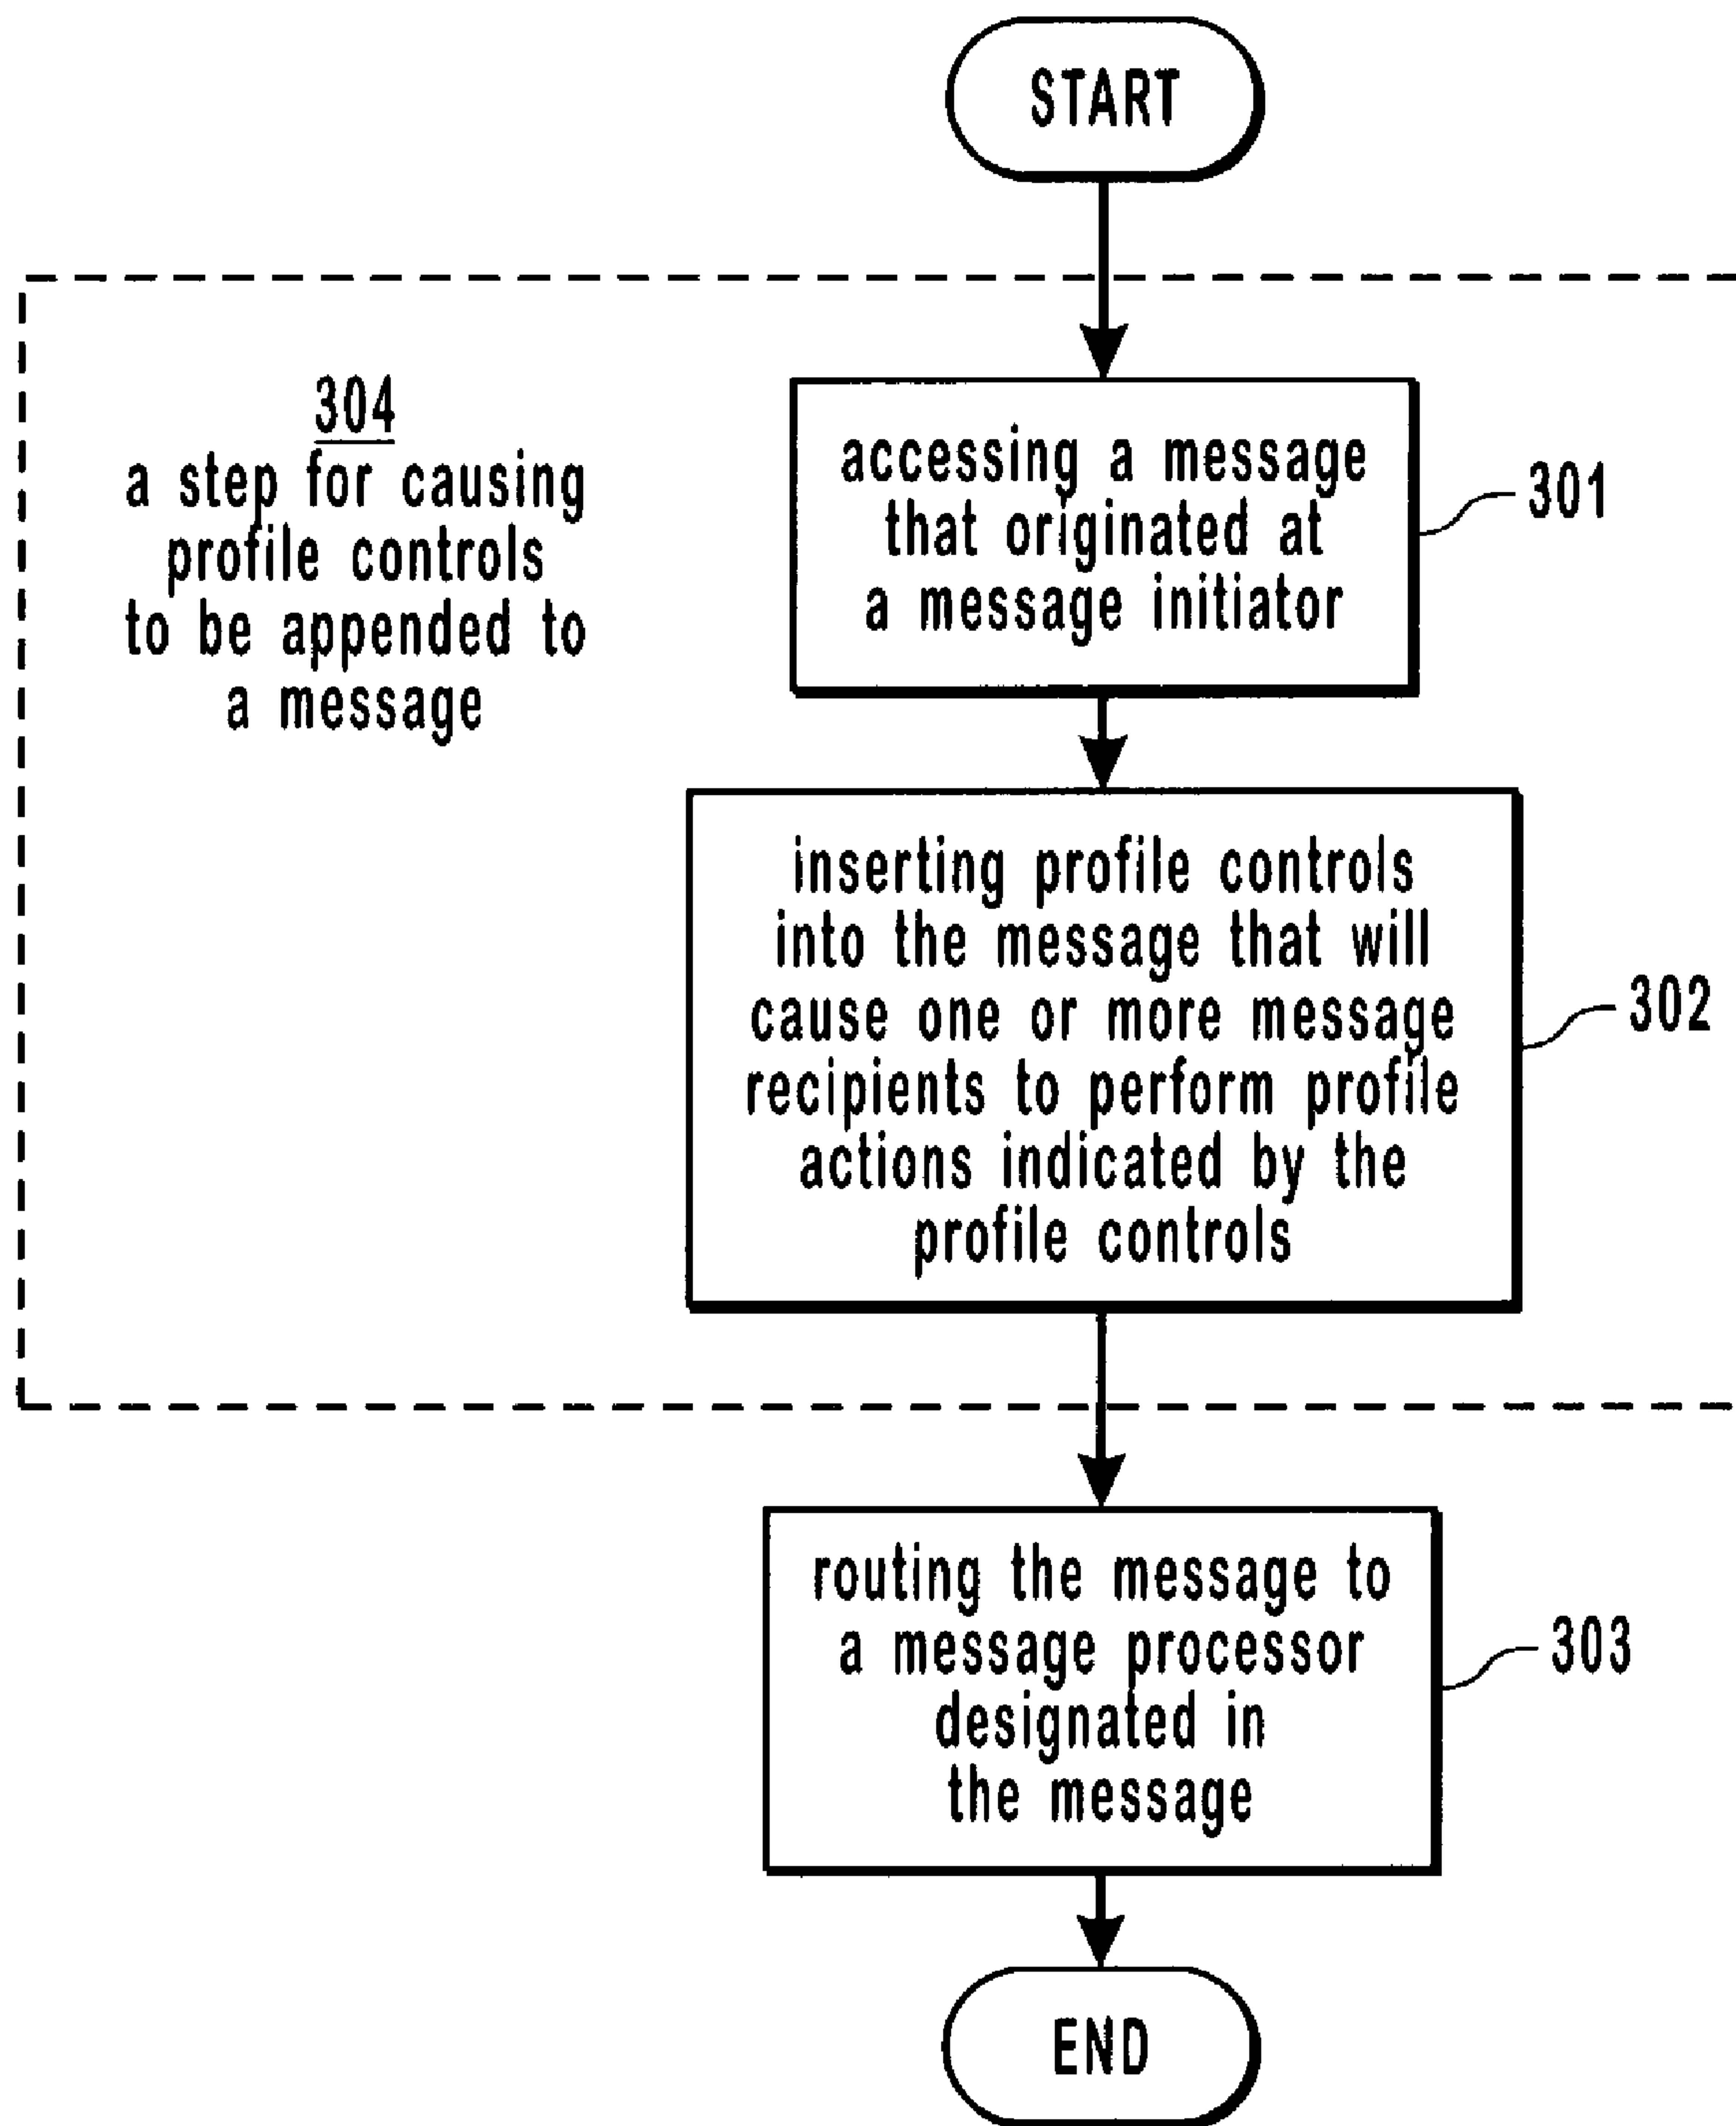 START
304
a step for causing
profile controls
to be appended to
a message
accessing a message
that originated at
a message initiator
301
inserting profile controls
into the message that will
cause one or more message
recipients to perform profile
actions indicated by the
profile controls
302
routing the message to
a message processor
designated in
the message
303
END